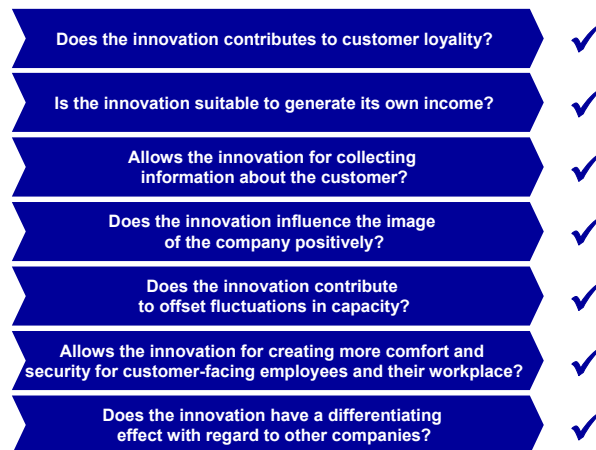 Does the innovation contributes to customer loyality?
Is the innovation suitable to generate its own income?
Allows the innovation for collecting
information about the customer?
Does the innovation influence the image
of the company positively?
Does the innovation contribute
to offset fluctuations in capacity?
Allows the innovation for creating more comfort and
security for customer-facing employees and their workplace?
Does the innovation have a differentiating
effect with regard to other companies?